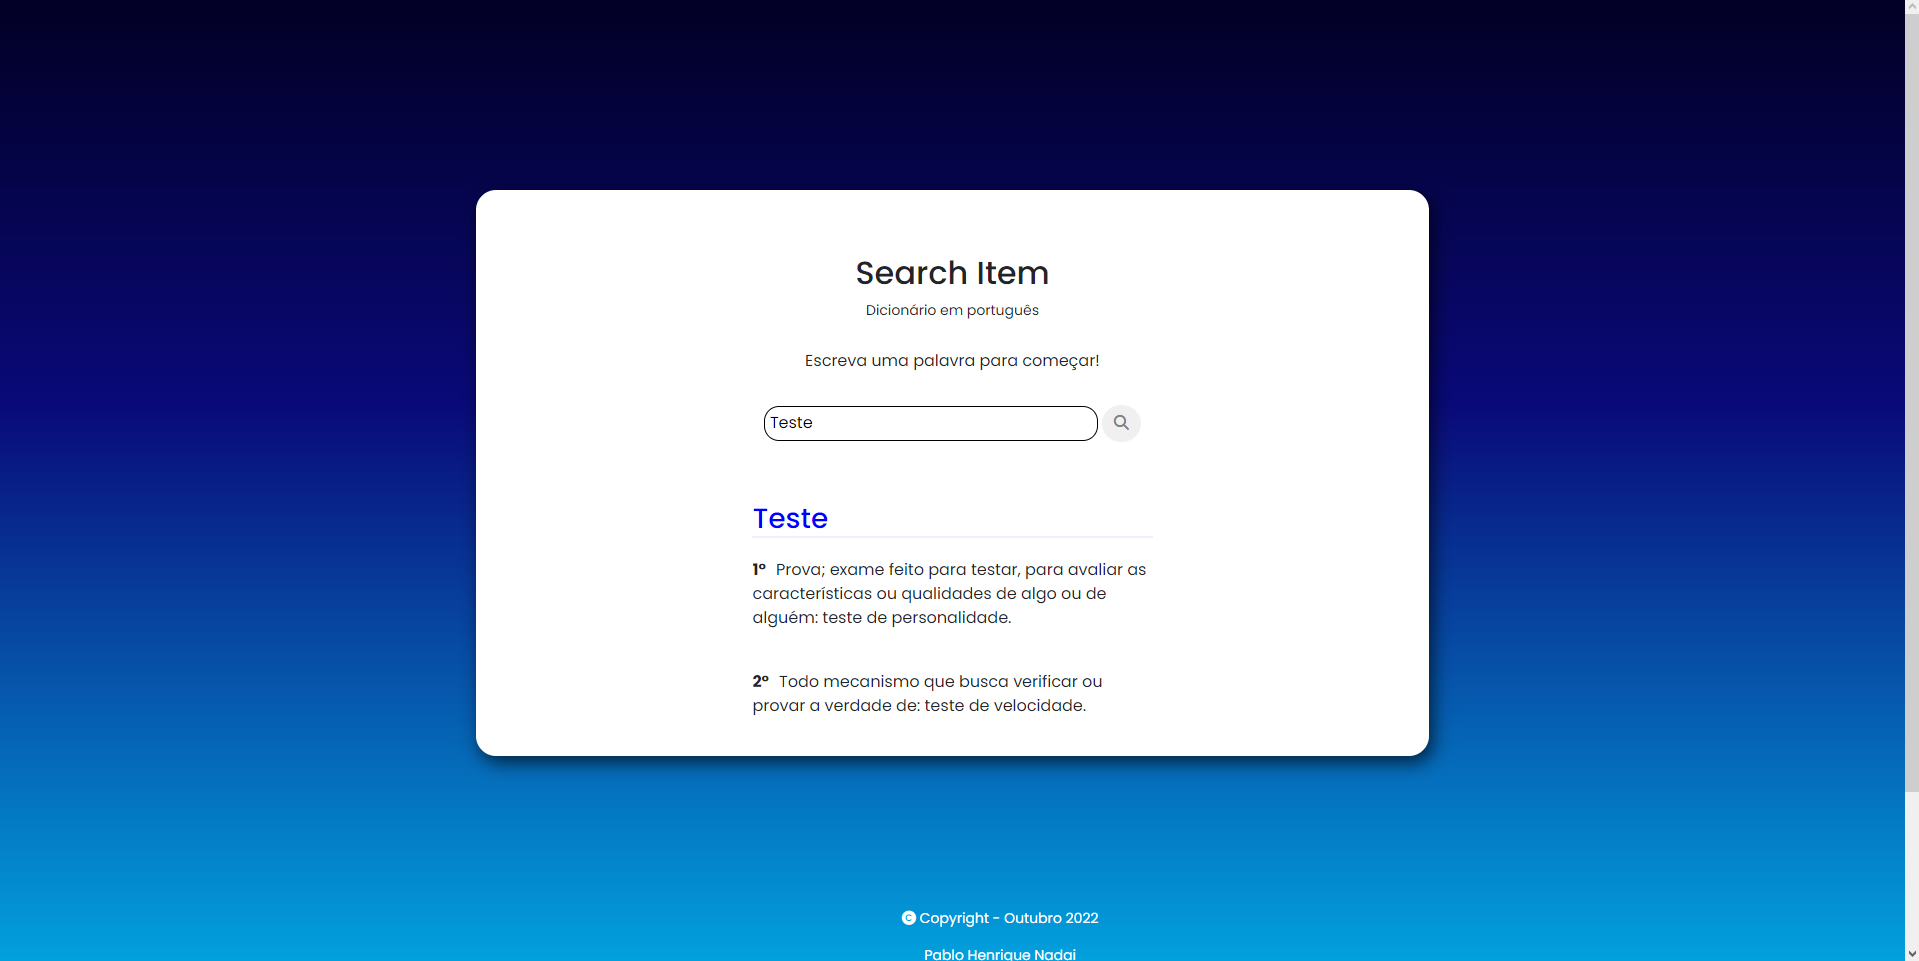 Search Item
Dicionário em português
Escreva uma palavra para começar!
Teste
Teste
1º Prova; exame feito para testar, para avaliar as
características ou qualidades de algo ou de
alguém: teste de personalidade.
2º Todo mecanismo que busca verificar ou
provar a verdade de: teste de velocidade.
© Copyright - Outubro 2022
Pablo Henrique Nadai